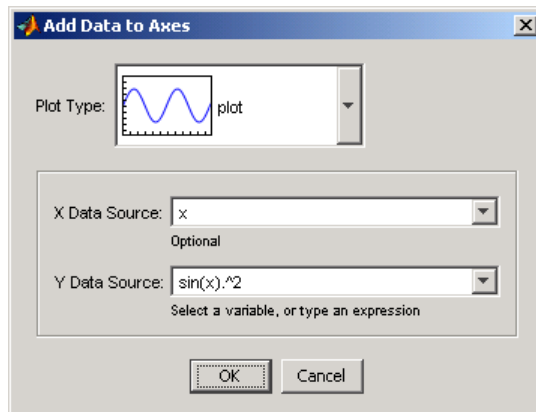 Add Data to Axes
Plot Type: plot
X Data Source: x
Optional
Y Data Source: sin(x).^2
Select a variable, or type an expression
OK Cancel